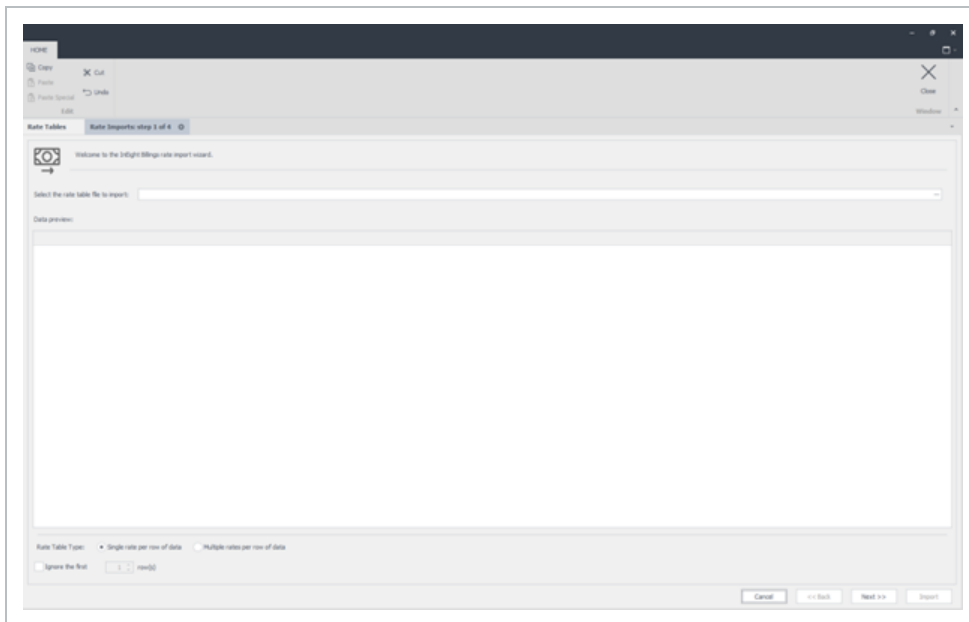 HOME
Copy
Cut
Paste
Undo
Paste Special
Edit
Close
Window
Rate Tables Rate Imports: step 1 of 4
Welcome to the InEight Billings rate import wizard.
Select the rate table file to import:
Data preview:
Rate Table Type: Single rate per row of data Multiple rates per row of data
Ignore the first 1 row(s)
Cancel << Back Next >> Import